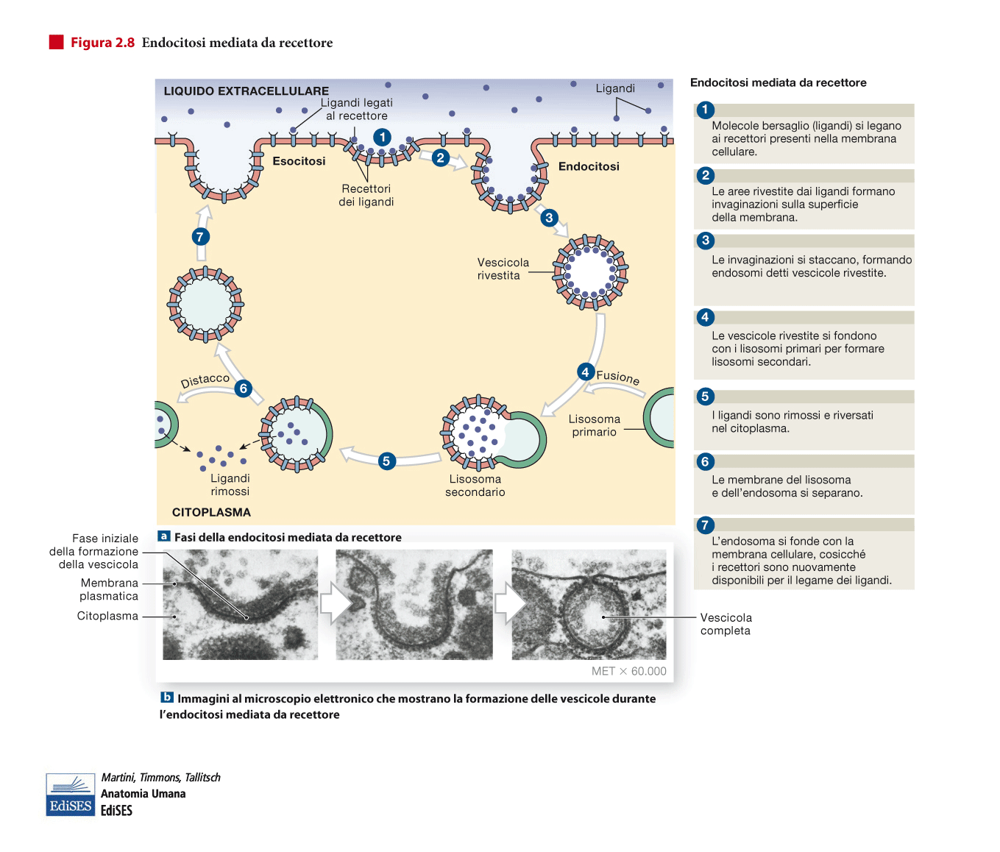 Figura 2.8 Endocitosi mediata da recettore
LIQUIDO EXTRACELLULARE
Ligandi legati
al recettore
Ligandi
1
2
Esocitosi
Recettori
dei ligandi
Endocitosi
3
7
Vescicola
rivestita
4
Fusione
Distacco
6
Lisosoma
primario
5
Ligandi
rimossi
Lisosoma
secondario
CITOPLASMA
Endocitosi mediata da recettore
1
Molecole bersaglio (ligandi) si legano
ai recettori presenti nella membrana
cellulare.
2
Le aree rivestite dai ligandi formano
invaginazioni sulla superficie
della membrana.
3
Le invaginazioni si staccano, formando
endosomi detti vescicole rivestite.
4
Le vescicole rivestite si fondono
con i lisosomi primari per formare
lisosomi secondari.
5
I ligandi sono rimossi e riversati
nel citoplasma.
6
Le membrane del lisosoma
e dell'endosoma si separano.
7
L'endosoma si fonde con la
membrana cellulare, cosicché
i recettori sono nuovamente
disponibili per il legame dei ligandi.
a Fasi della endocitosi mediata da recettore
Fase iniziale
della formazione
della vescicola
Membrana
plasmatica
Citoplasma
Vescicola
completa
MET × 60.000
b Immagini al microscopio elettronico che mostrano la formazione delle vescicole durante
l'endocitosi mediata da recettore
EdiSES
Martini, Timmons, Tallitsch
Anatomia Umana
EdiSES